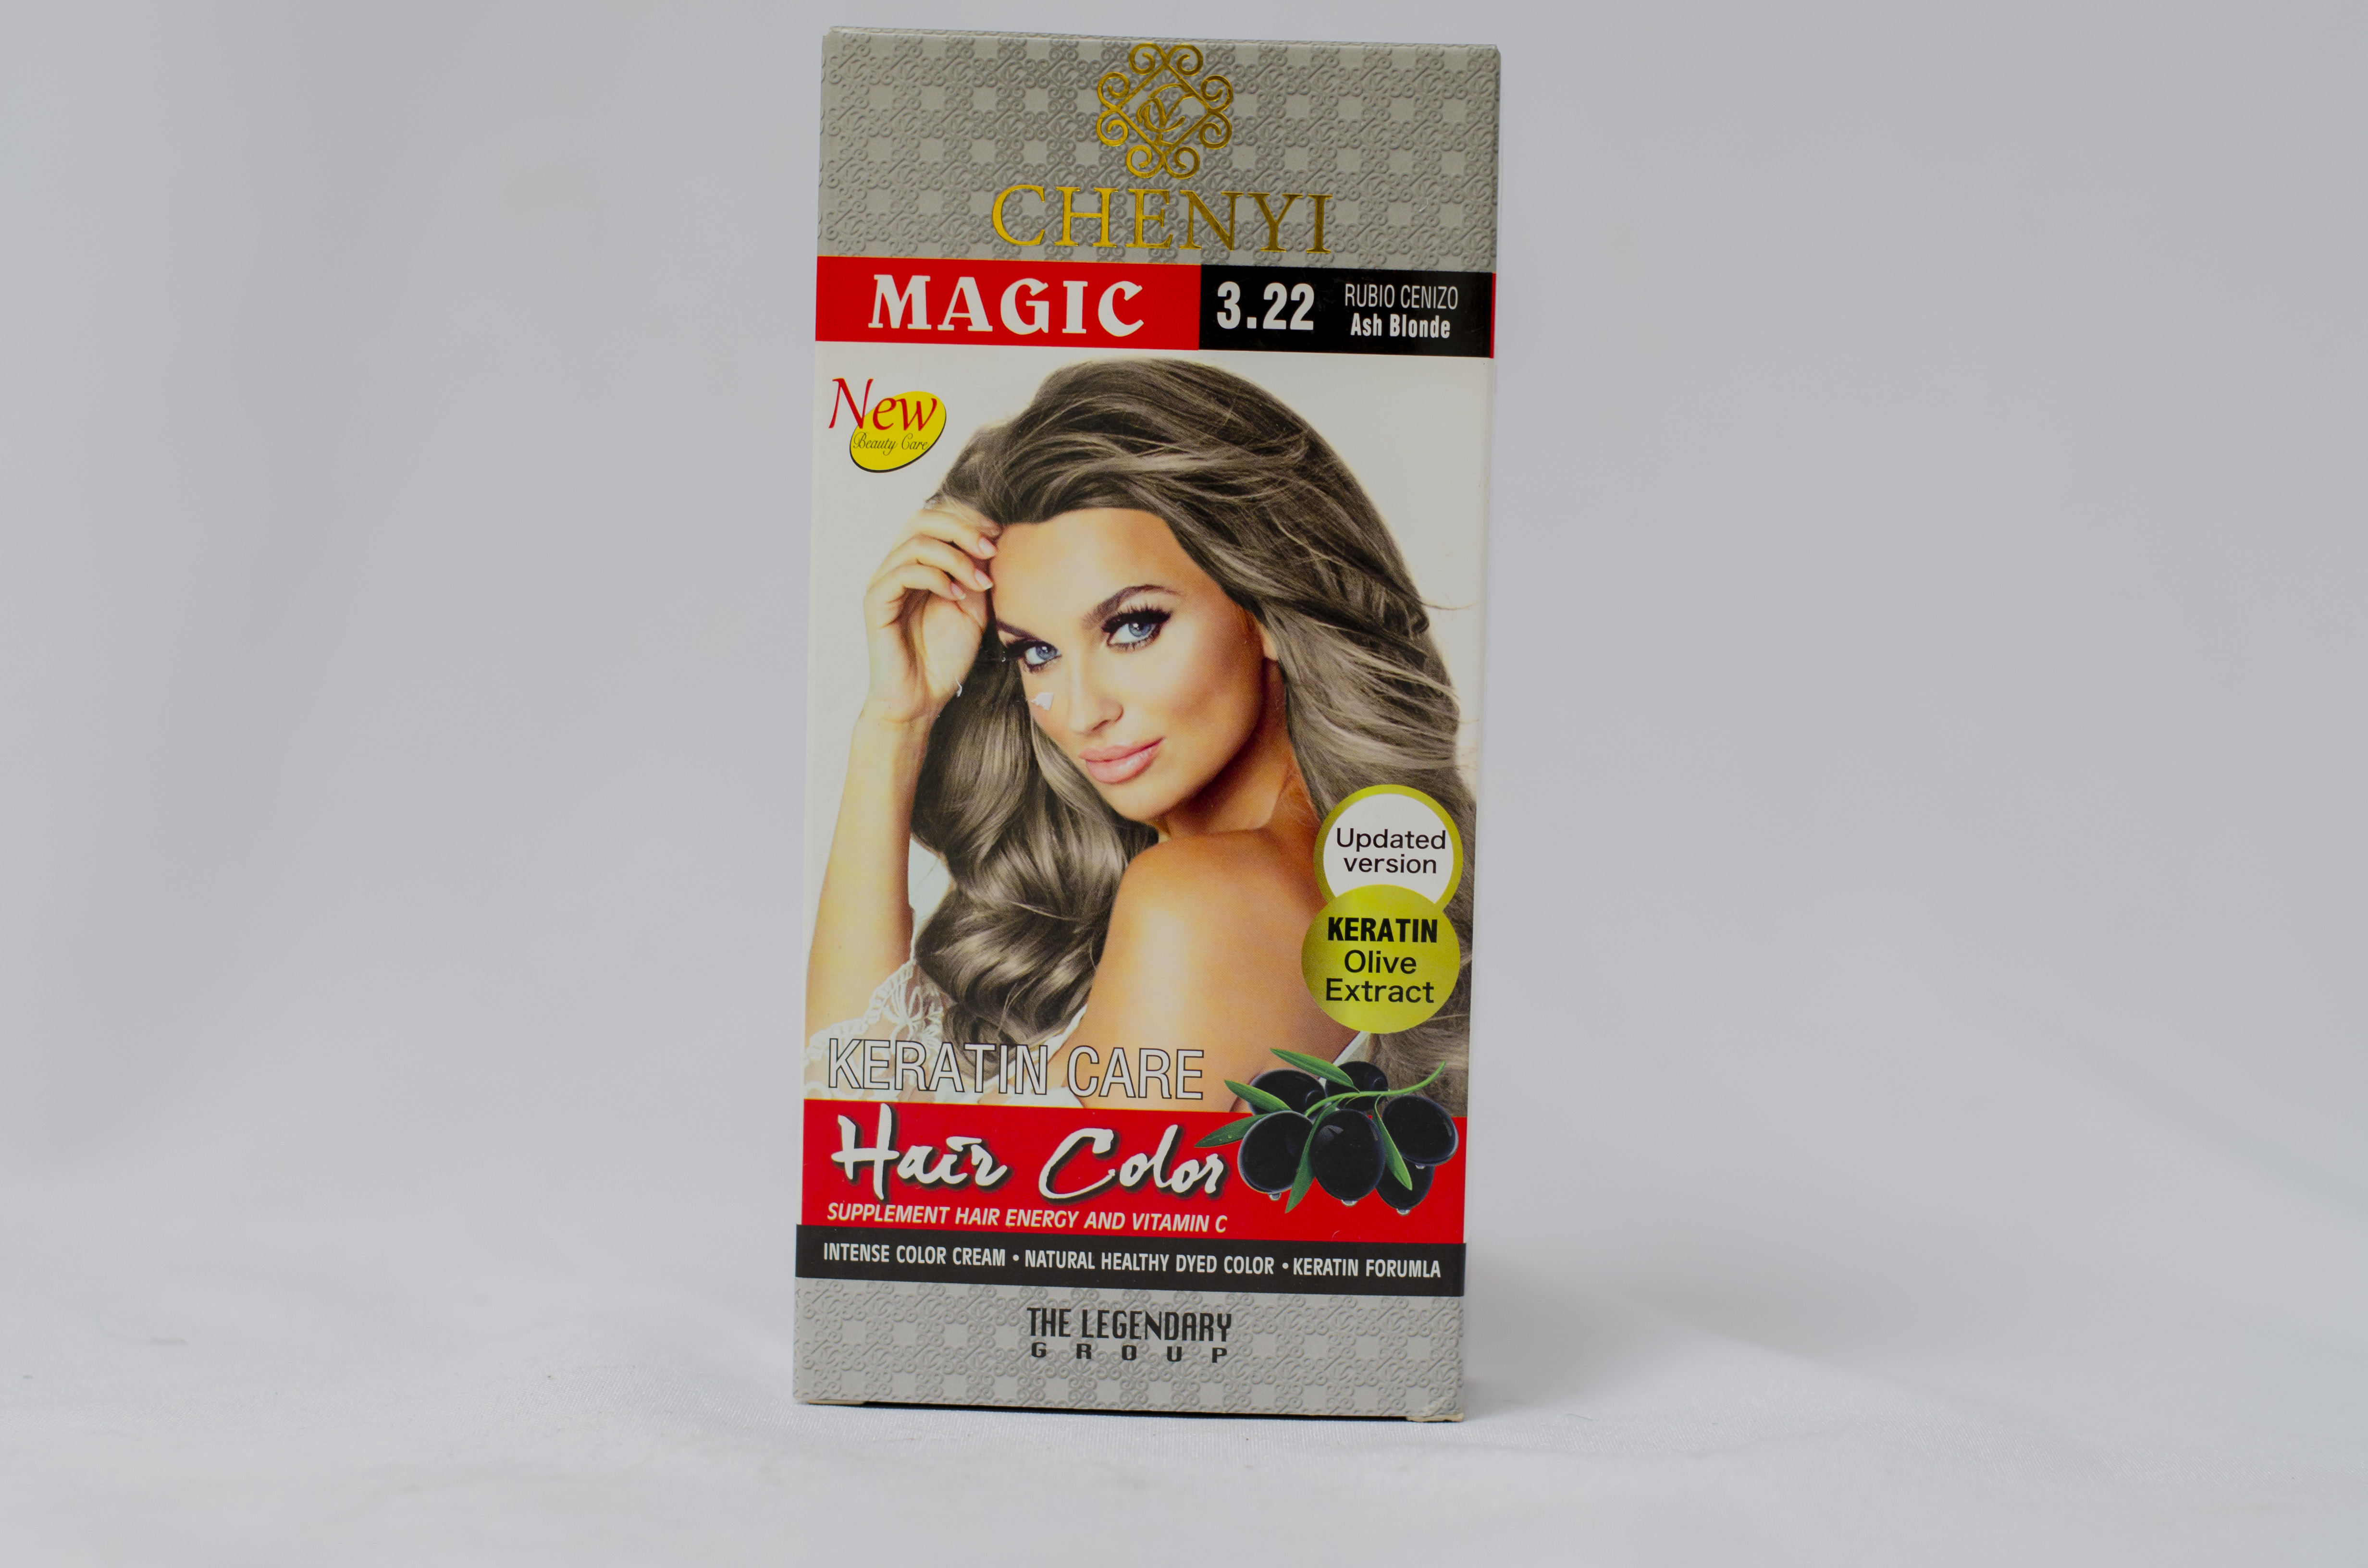 CHENYI
MAGIC
3.22
RUBIO CENIZO
Ash Blonde
New
Beauty Care
Updated
version
KERATIN
Olive
Extract
KERATIN CARE
Hair Color
SUPPLEMENT HAIR ENERGY AND VITAMIN C
INTENSE COLOR CREAM • NATURAL HEALTHY DYED COLOR • KERATIN FORUMLA
THE LEGENDARY
GROUP